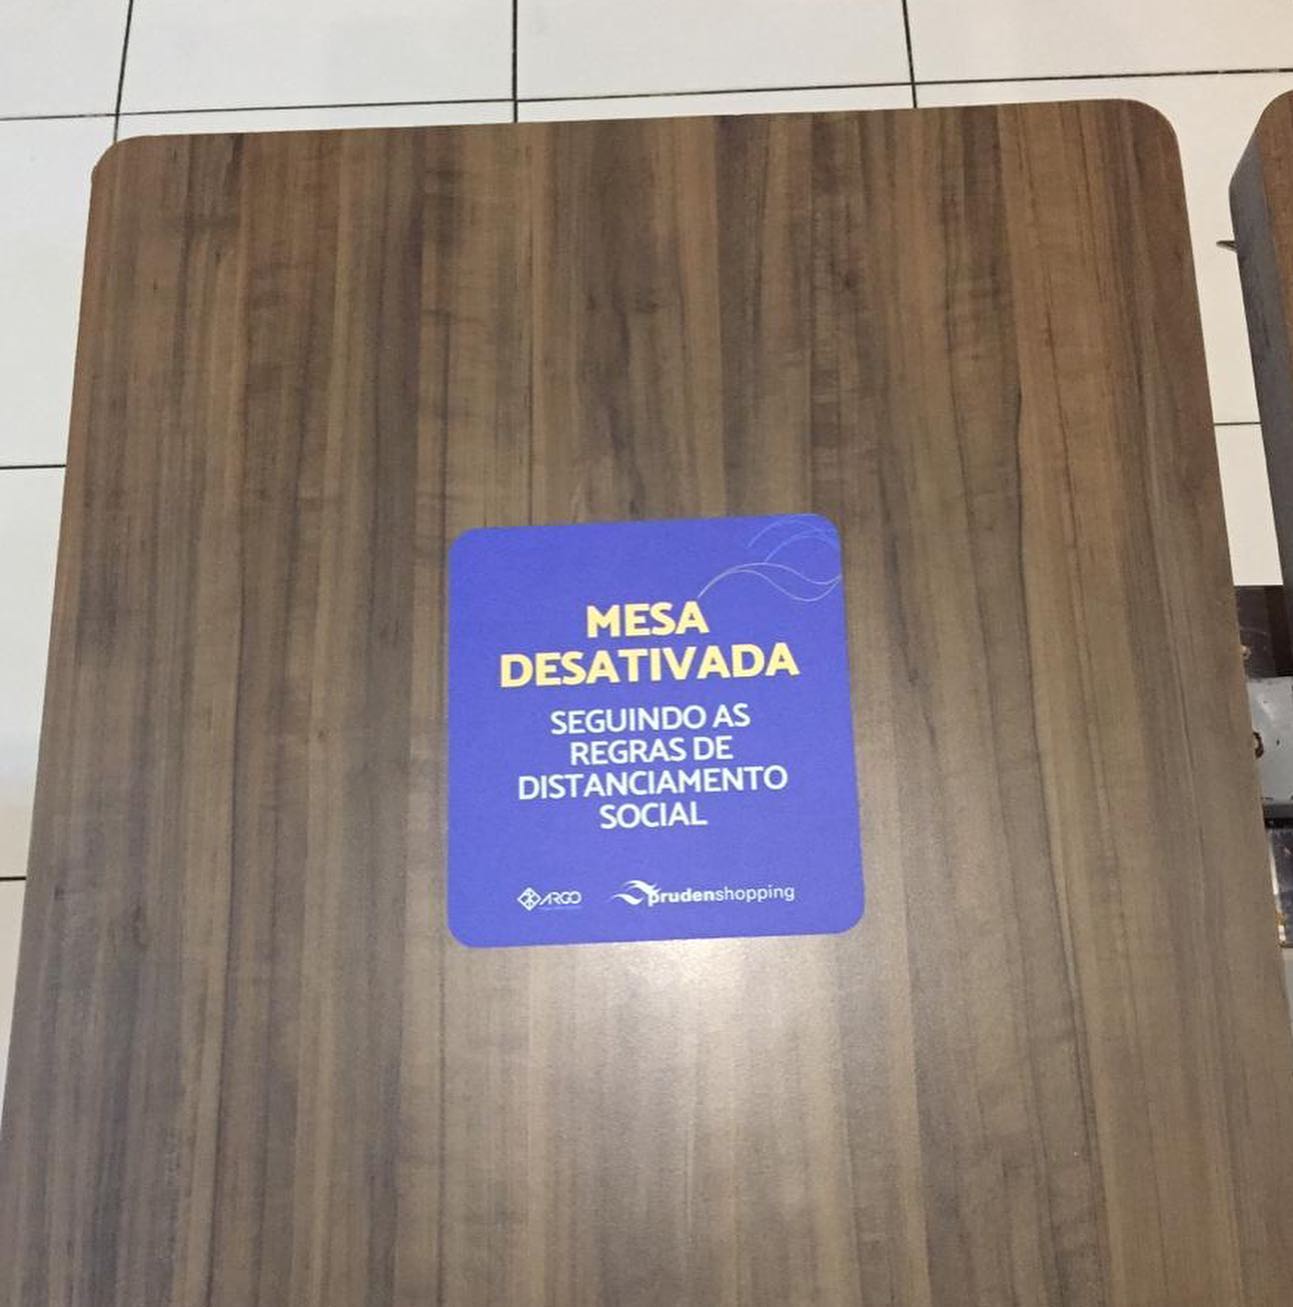 MESA
DESATIVADA
SEGUINDO AS
REGRAS DE
DISTANCIAMENTO
SOCIAL
ARGO
prudenshopping